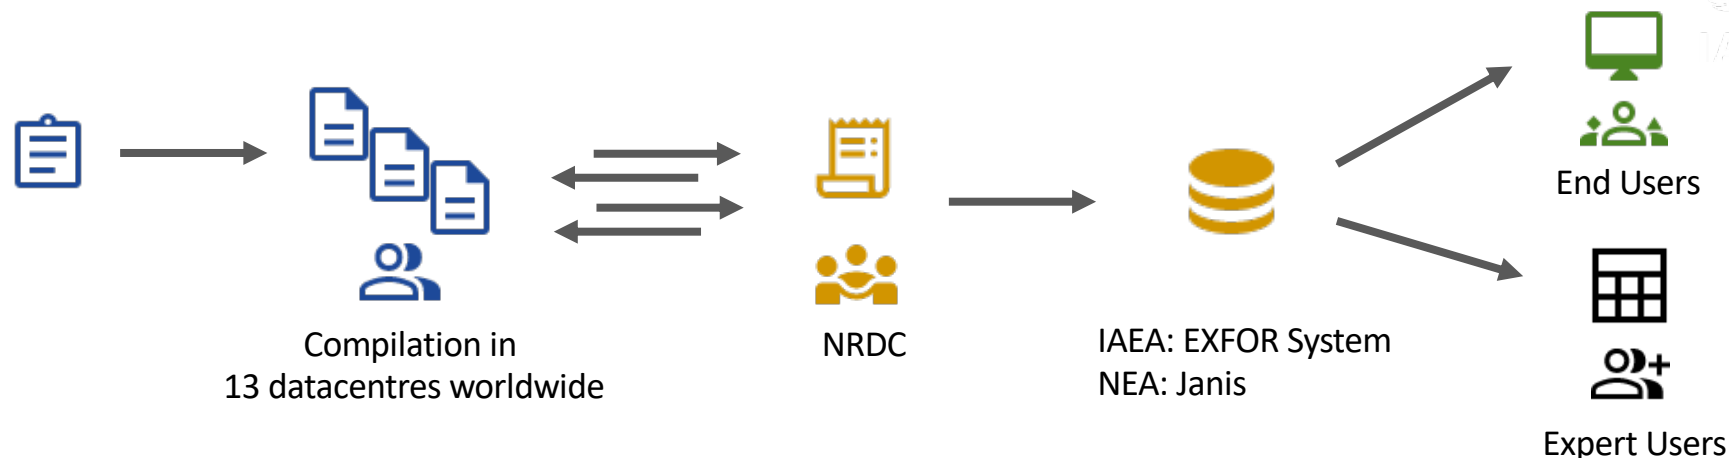 Compilation in
13 datacentres worldwide
NRDC
IAEA: EXFOR System
NEA: Janis
End Users
Expert Users